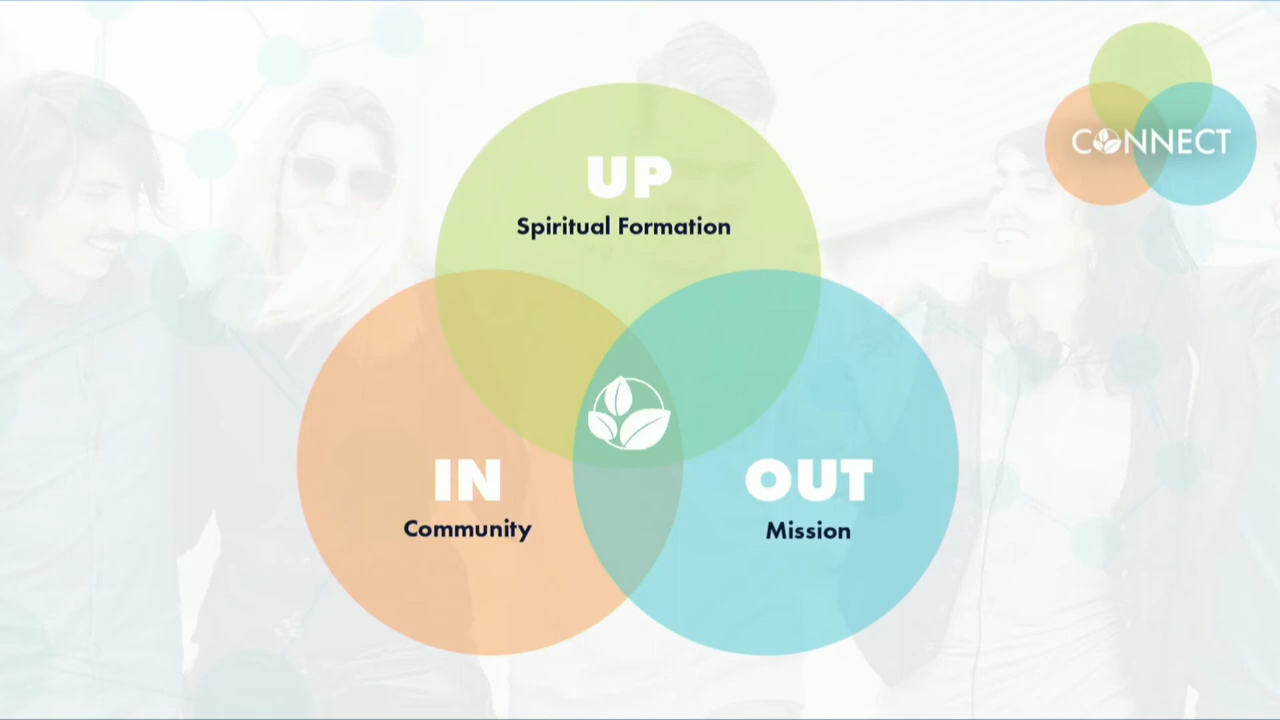 UP
Spiritual Formation
CONNECT
IN
Community
OUT
Mission